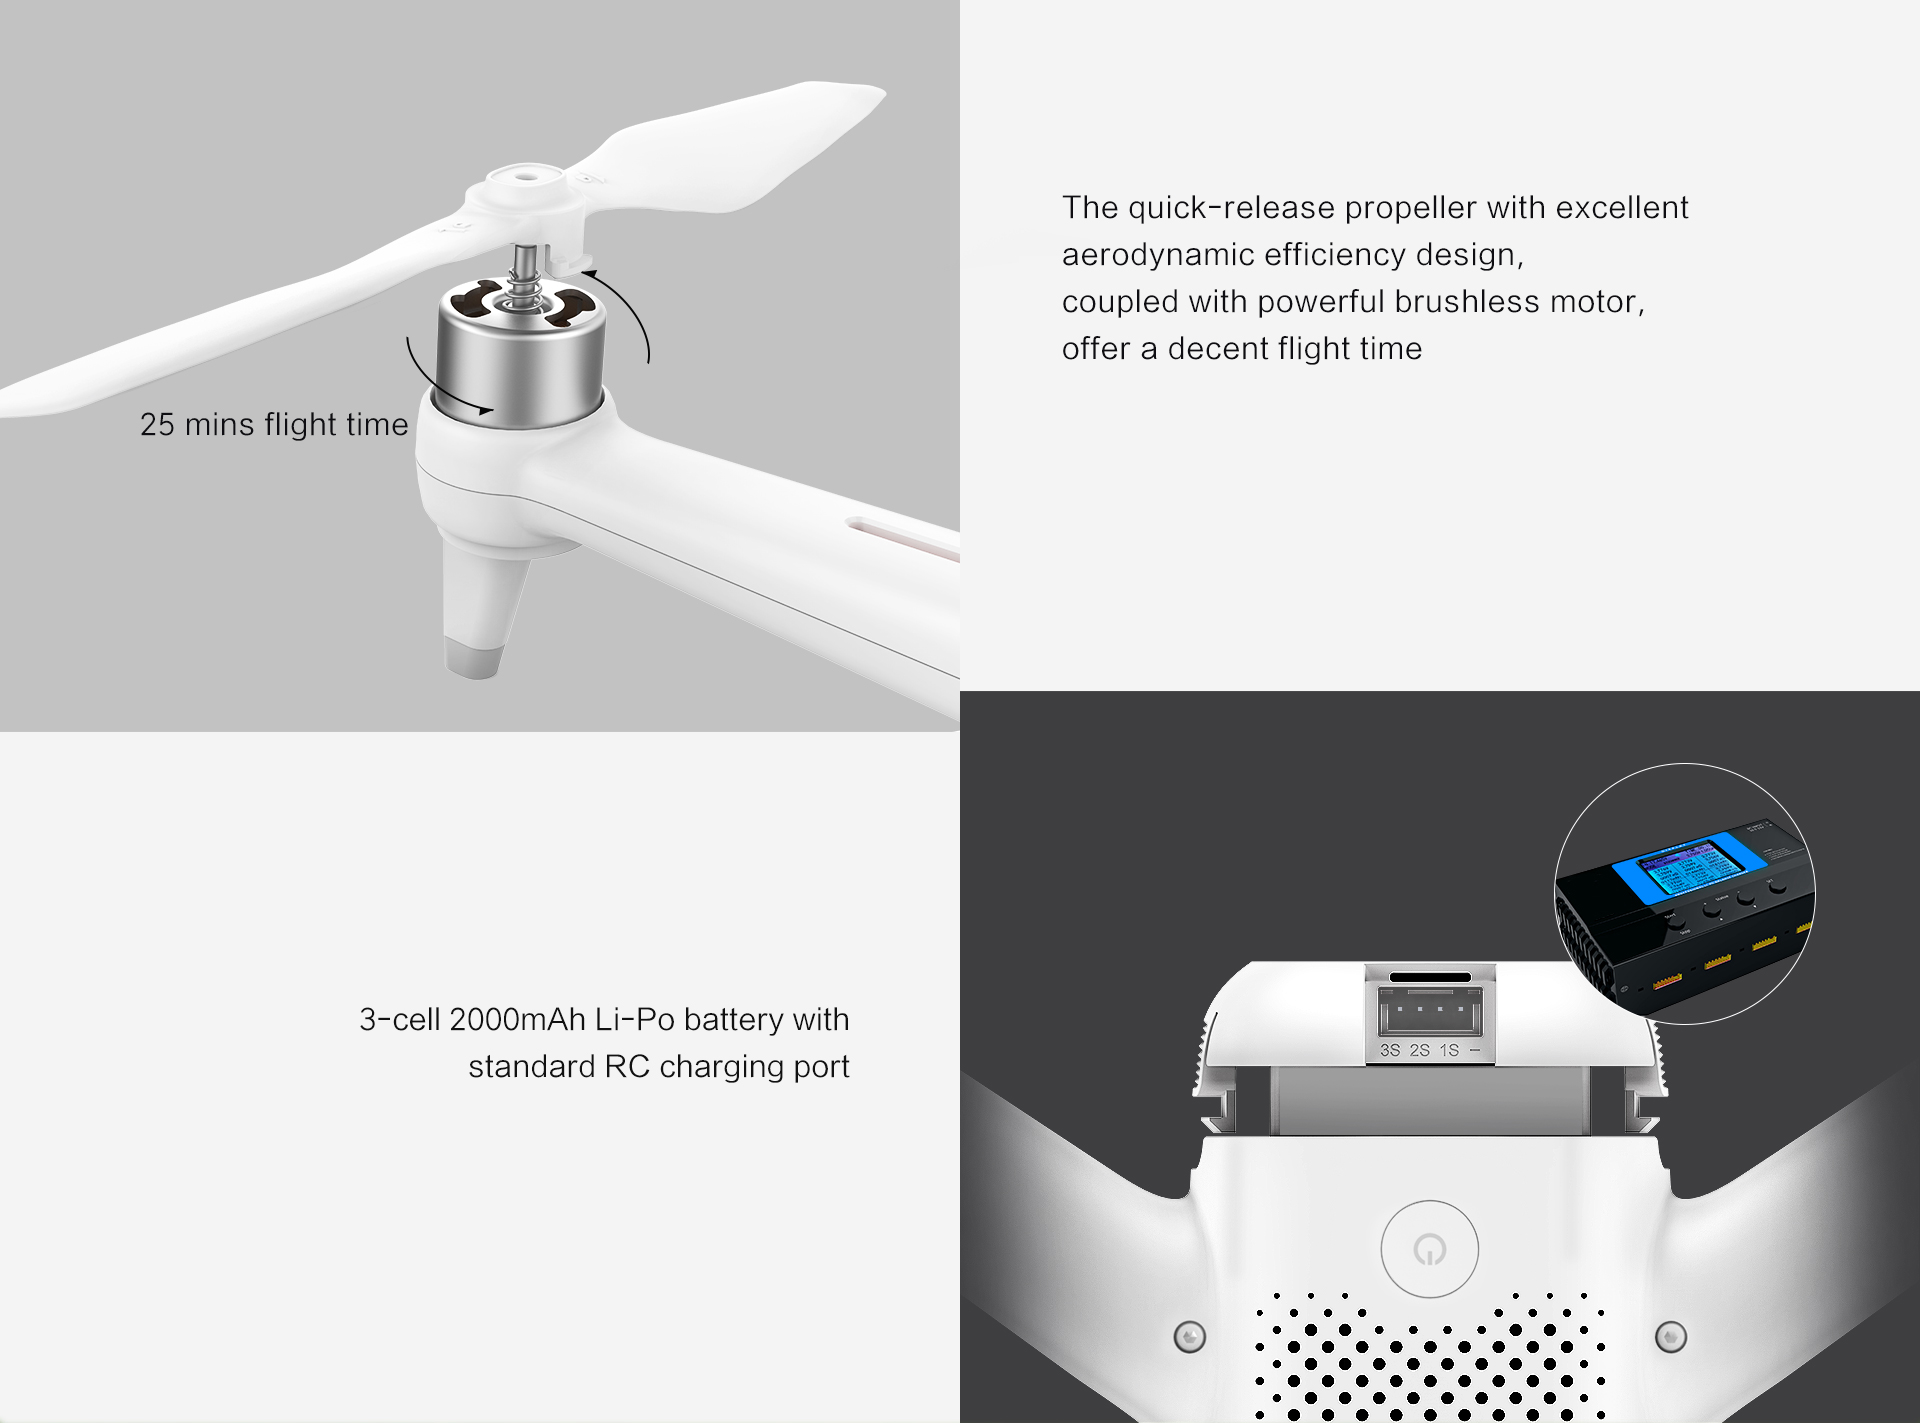 The quick-release propeller with excellent
aerodynamic efficiency design,
coupled with powerful brushless motor,
offer a decent flight time
25 mins flight time
3-cell 2000mAh Li-Po battery with
standard RC charging port
3S 2S 1S -